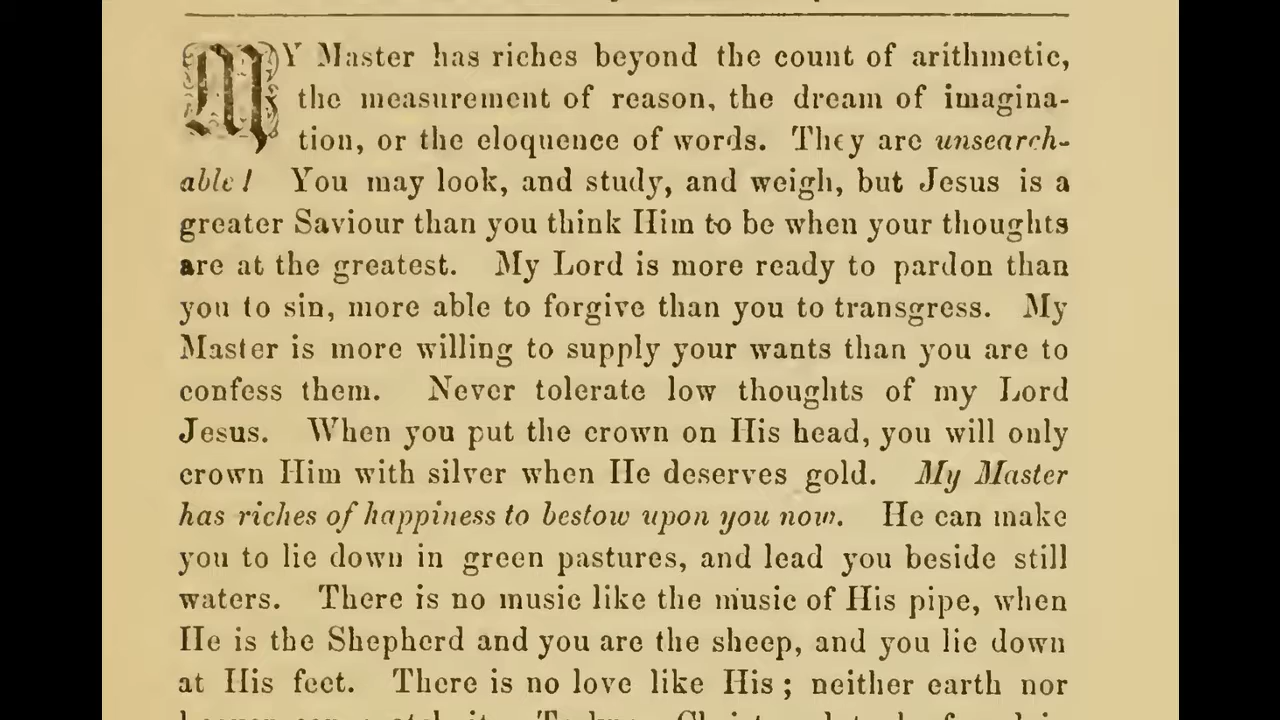 MY Master has riches beyond the count of arithmetic,
the measurement of reason, the dream of imagina-
tion, or the eloquence of words. They are unsearch-
able! You may look, and study, and weigh, but Jesus is a
greater Saviour than you think Him to be when your thoughts
are at the greatest. My Lord is more ready to pardon than
you to sin, more able to forgive than you to transgress. My
Master is more willing to supply your wants than you are to
confess them. Never tolerate low thoughts of my Lord
Jesus. When you put the crown on His head, you will only
crown Him with silver when He deserves gold. My Master
has riches of happiness to bestow upon you now. He can make
you to lie down in green pastures, and lead you beside still
waters. There is no music like the music of His pipe, when
He is the Shepherd and you are the sheep, and you lie down
at His feet. There is no love like His; neither earth nor